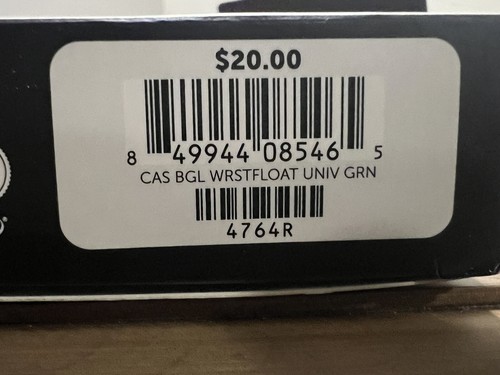 $20.00
8 49944 08546 5
CAS BGL WRSTFLOAT UNIV GRN
4764R